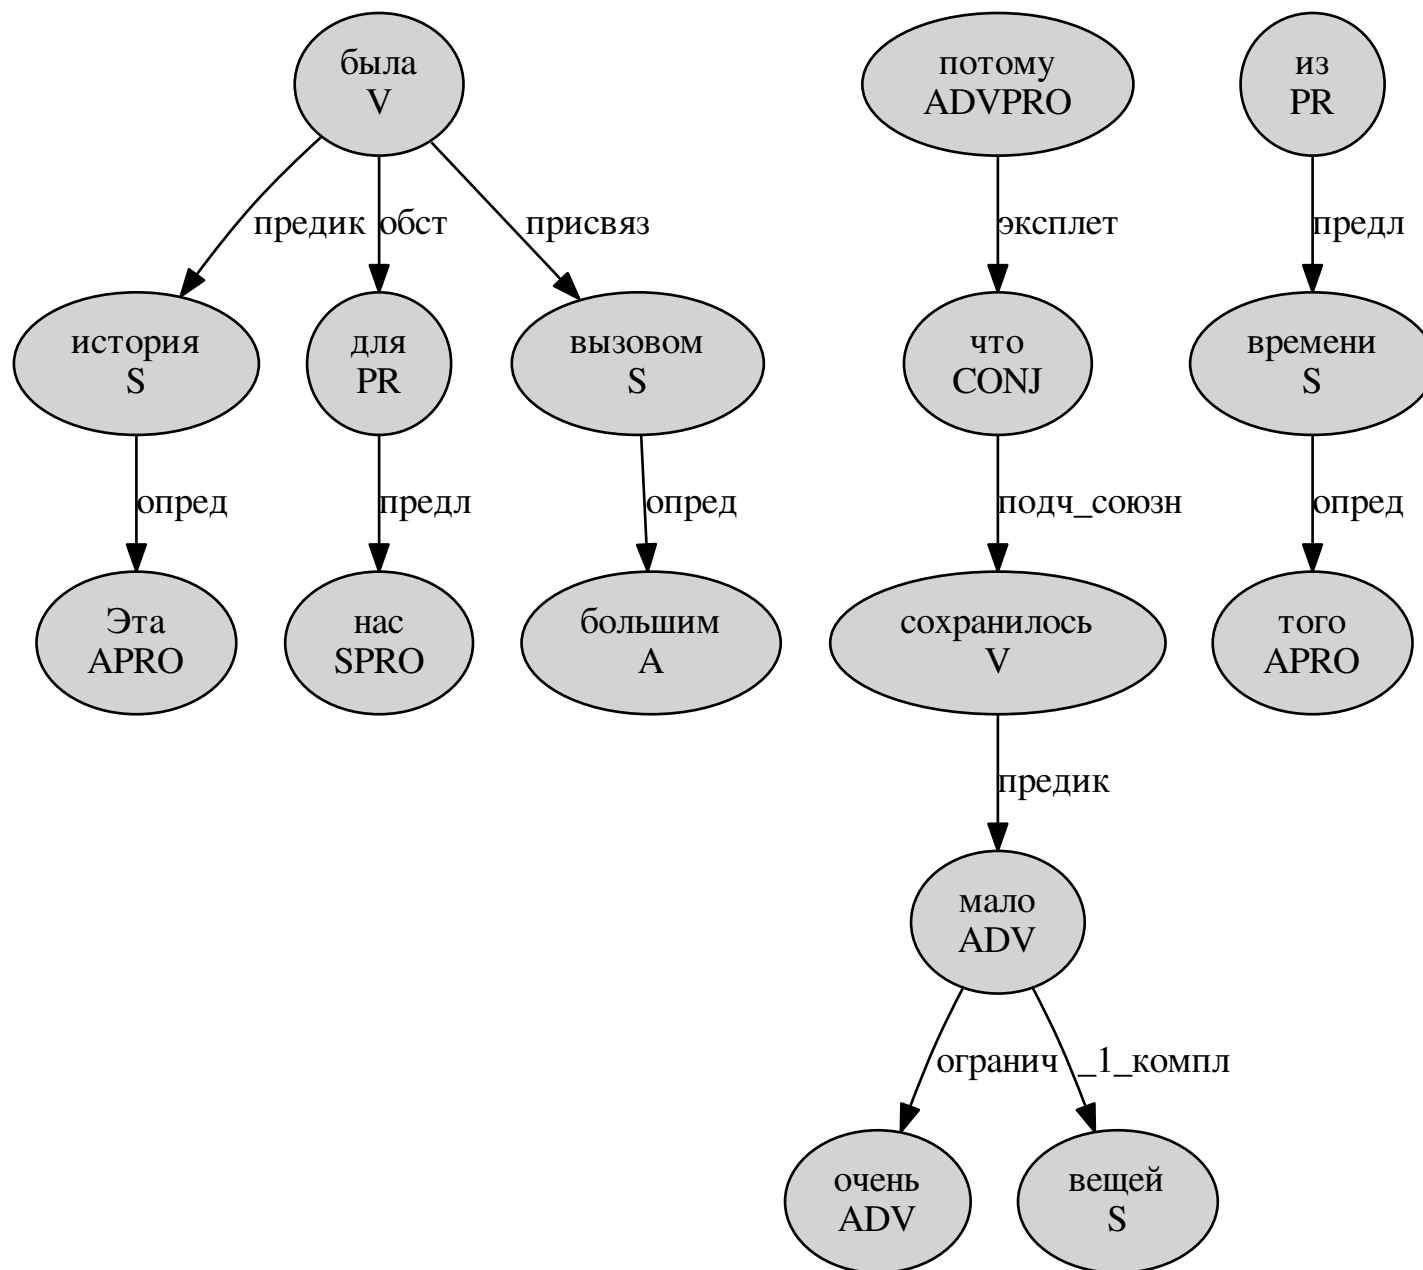 была
V
потому
ADVPRO
из
PR
предик
обст
присвяз
эксплет
предл
история
S
для
PR
вызовом
S
что
CONJ
времени
S
опред
предл
опред
подч_союзн
опред
Эта
APRO
нас
SPRO
большим
A
сохранилось
V
того
APRO
предик
мало
ADV
огранич
_1_компл
очень
ADV
вещей
S